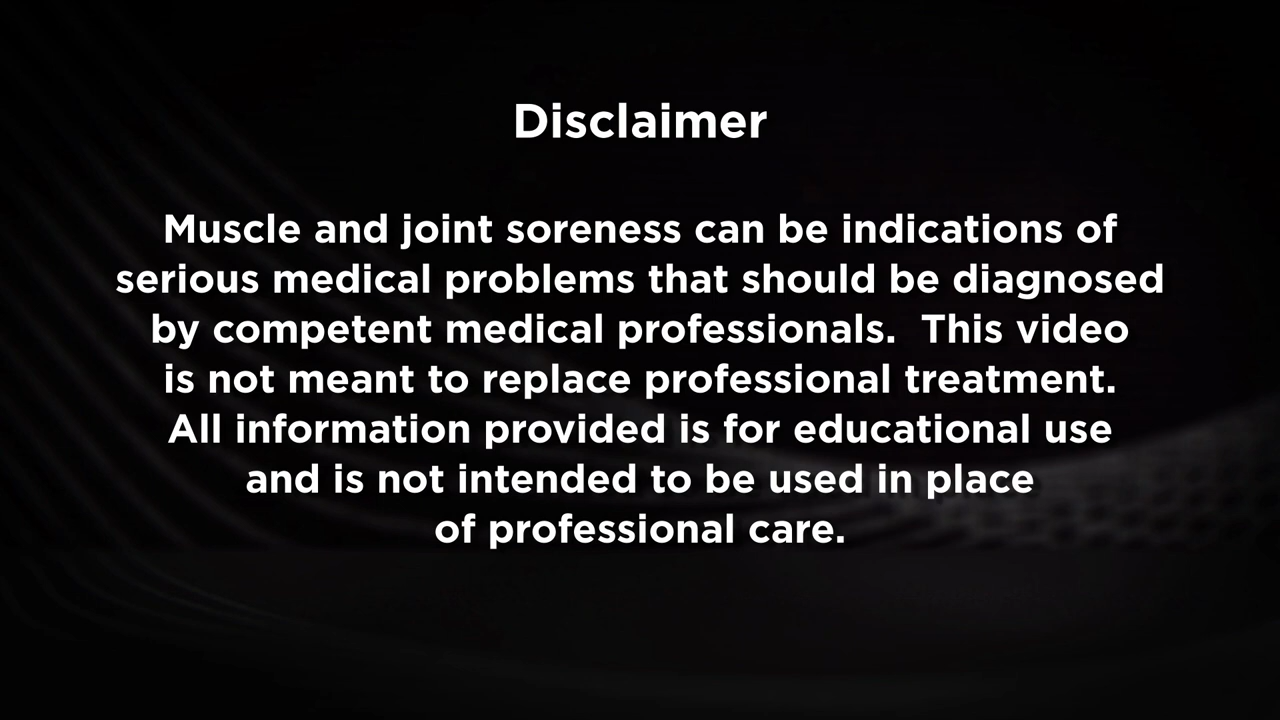 Disclaimer
Muscle and joint soreness can be indications of
serious medical problems that should be diagnosed
by competent medical professionals.  This video
is not meant to replace professional treatment.
All information provided is for educational use
and is not intended to be used in place
of professional care.